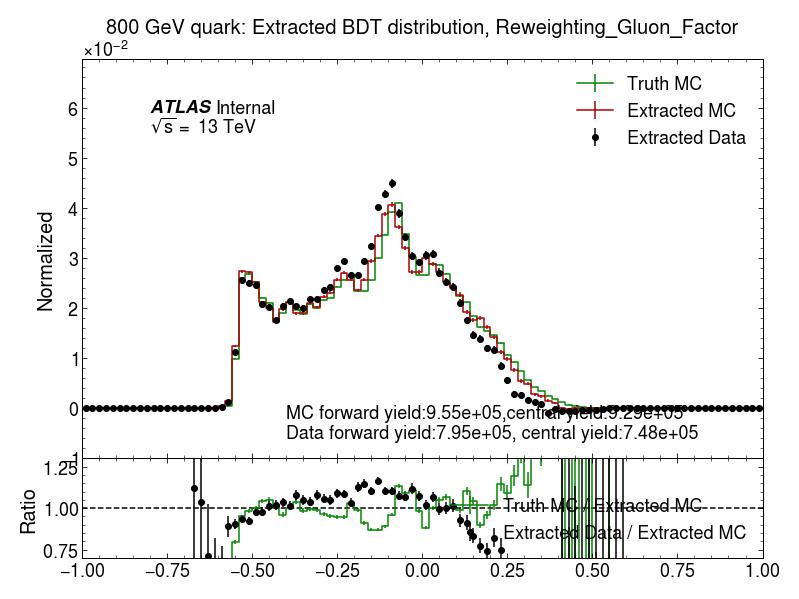 800 GeV quark: Extracted BDT distribution, Reweighting_Gluon_Factor
×10⁻²
ATLAS Internal
√s = 13 TeV
Truth MC
Extracted MC
Extracted Data
Normalized
6
5
4
3
2
1
0
1
MC forward yield:9.55e+05,central yield:9.29e+05
Data forward yield:7.95e+05, central yield:7.48e+05
Ratio
1.25
1.00
0.75
Truth MC / Extracted MC
Extracted Data / Extracted MC
−1.00 −0.75 −0.50 −0.25 0.00 0.25 0.50 0.75 1.00